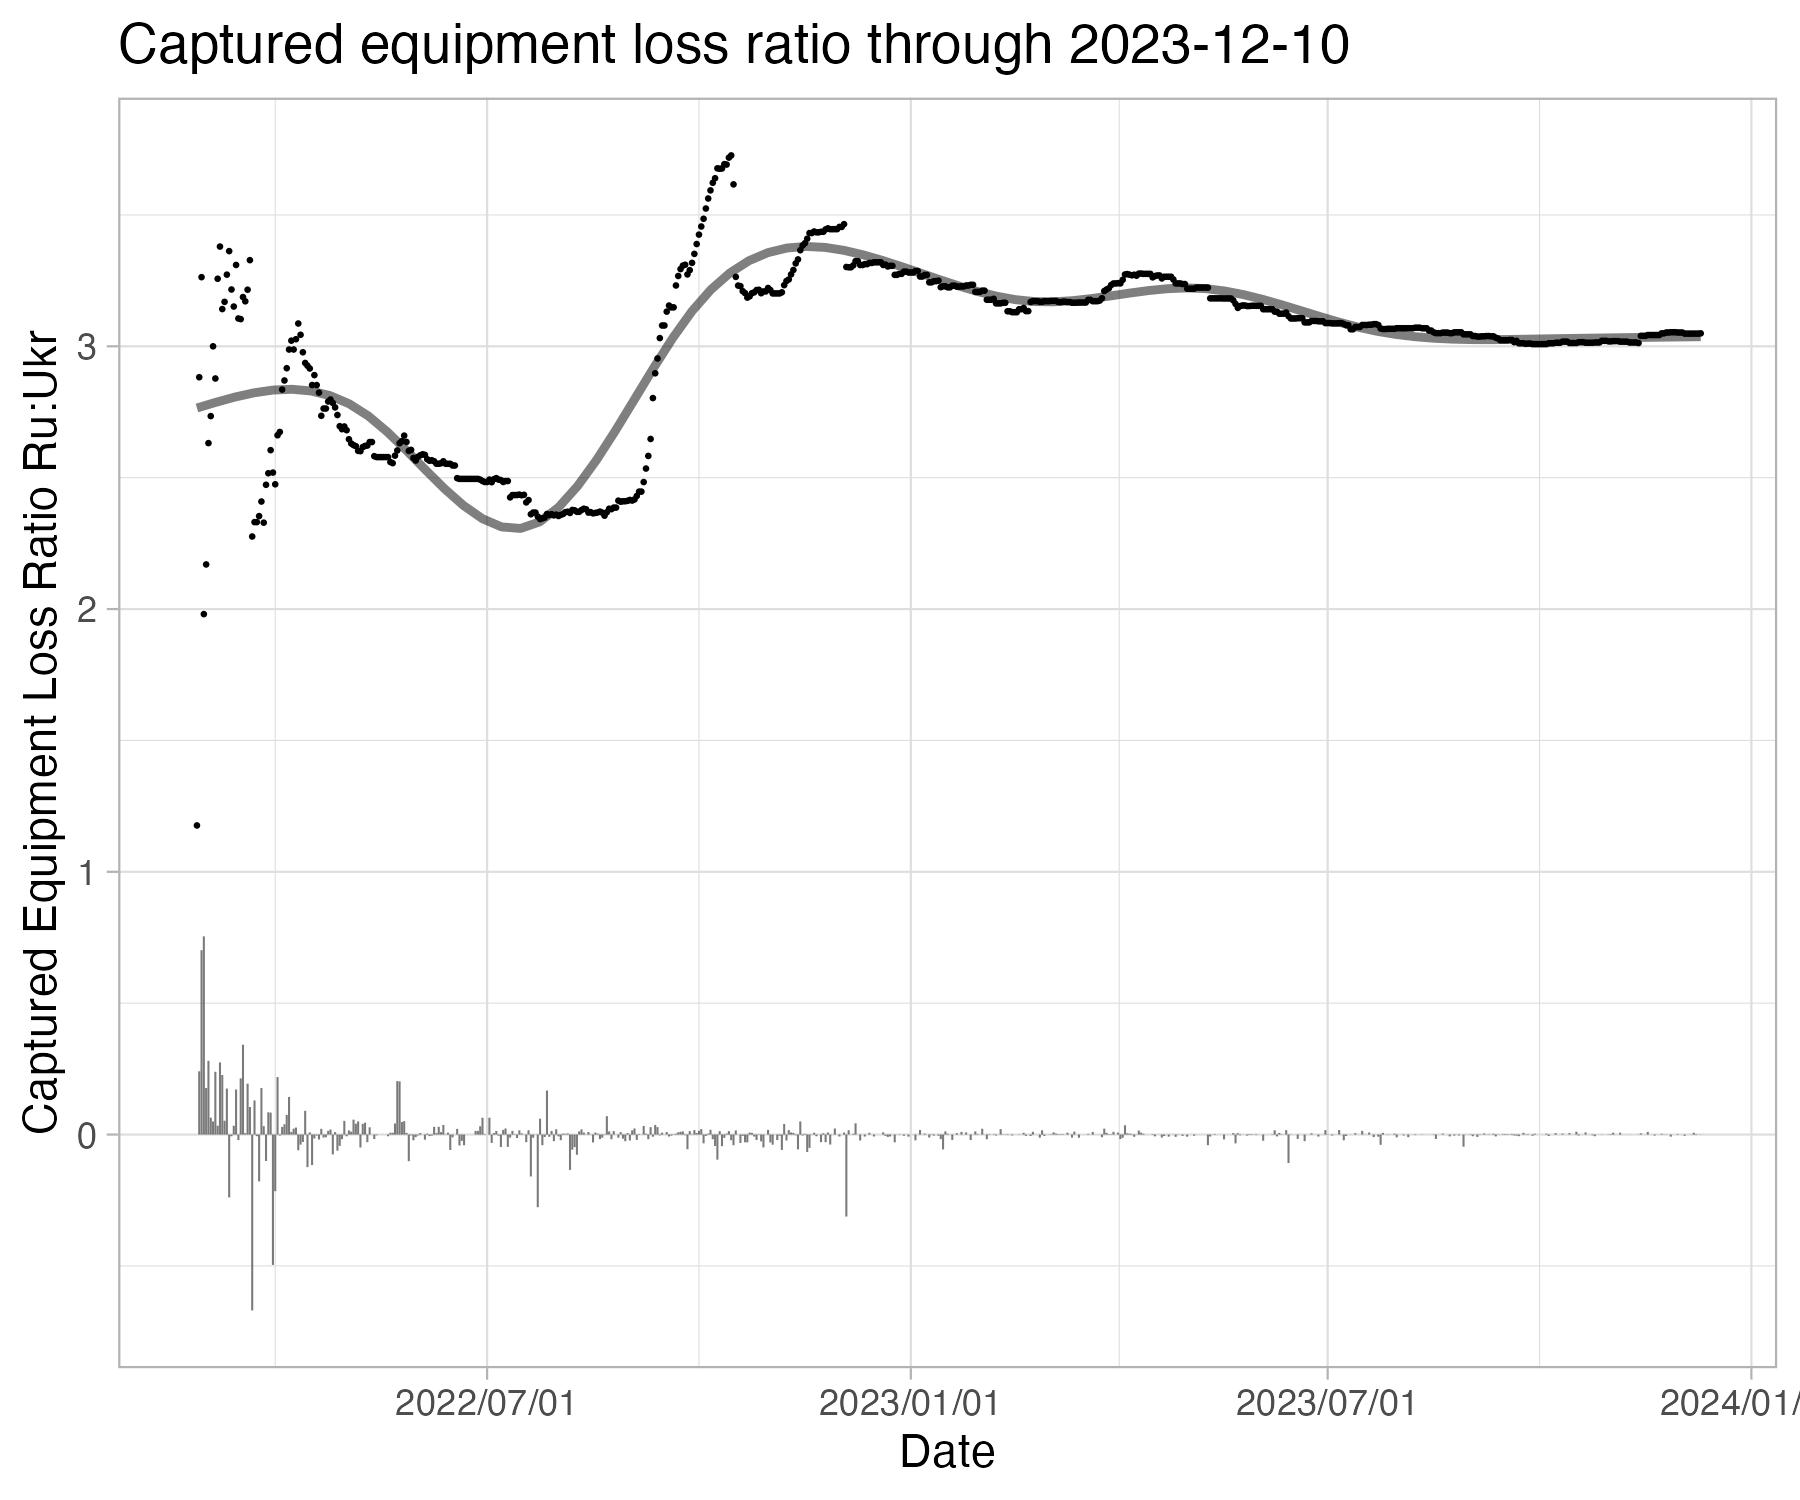 Captured equipment loss ratio through 2023-12-10
Captured Equipment Loss Ratio Ru:Ukr
3
2
1
0
2022/07/01
2023/01/01
2023/07/01
2024/01/
Date